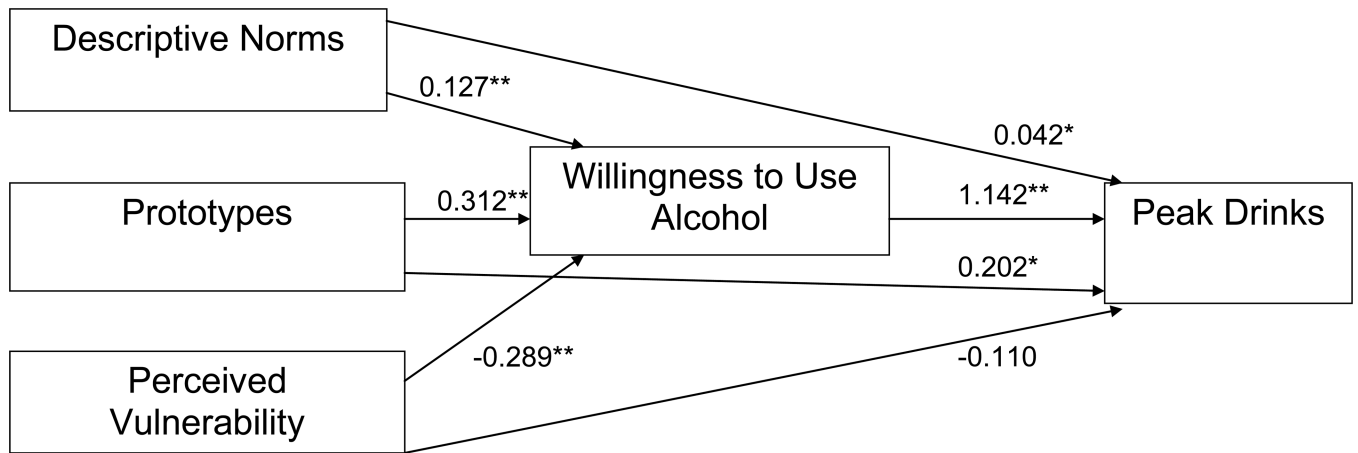 Descriptive Norms
0.127**
0.042*
Willingness to Use
Alcohol
Prototypes
0.312**
1.142**
Peak Drinks
0.202*
Perceived
Vulnerability
-0.289**
-0.110